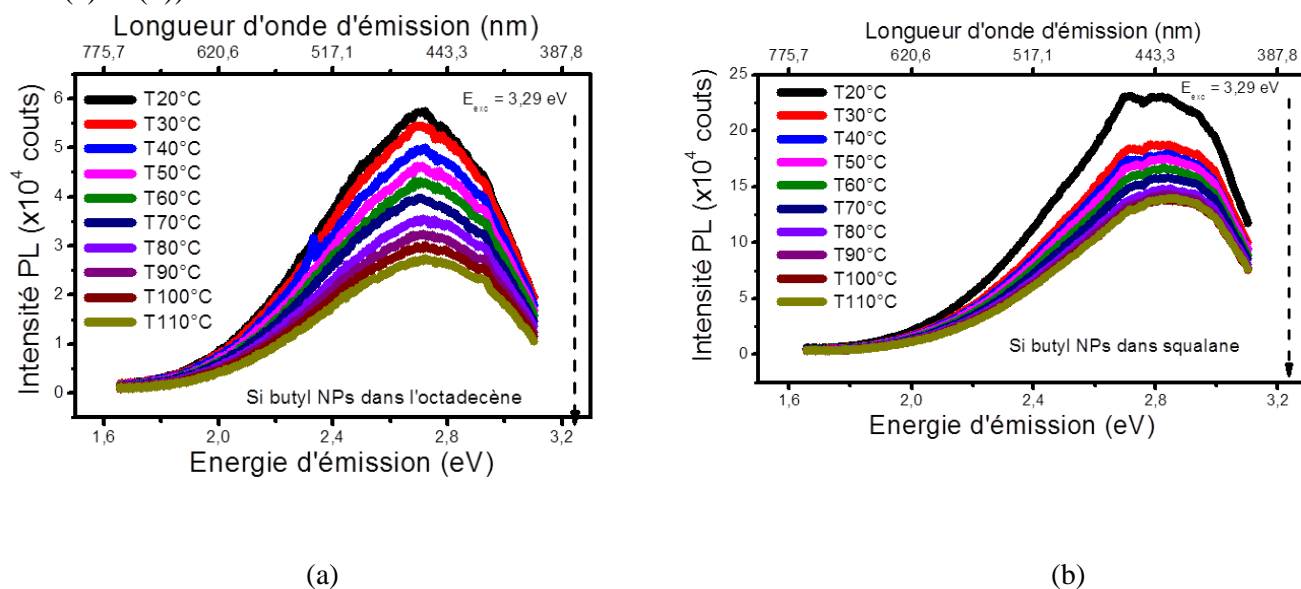 (a)
(b)
Longueur d'onde d'émission (nm)
775,7 620,6 517,1 443,3 387,8
Intensité PL (x10⁴ couts)
6
5
4
3
2
1
0
T20°C
T30°C
T40°C
T50°C
T60°C
T70°C
T80°C
T90°C
T100°C
T110°C
E_exc = 3,29 eV
Si butyl NPs dans l'octadecène
1,6 2,0 2,4 2,8 3,2
Energie d'émission (eV)
(a)
Longueur d'onde d'émission (nm)
775,7 620,6 517,1 443,3 387,8
Intensité PL (x10⁴ couts)
25
20
15
10
5
0
T20°C
T30°C
T40°C
T50°C
T60°C
T70°C
T80°C
T90°C
T100°C
T110°C
E_exc = 3,29 eV
Si butyl NPs dans squalane
1,6 2,0 2,4 2,8 3,2
Energie d'émission (eV)
(b)